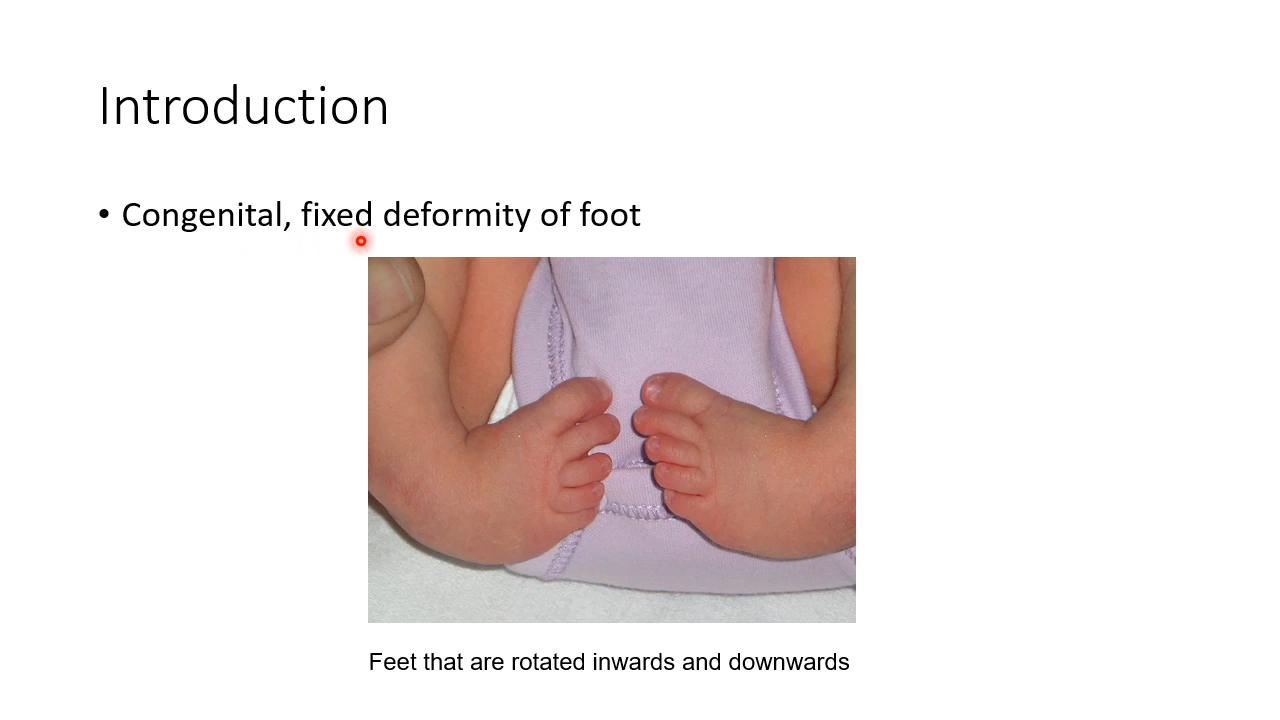 Introduction
• Congenital, fixed deformity of foot
Feet that are rotated inwards and downwards